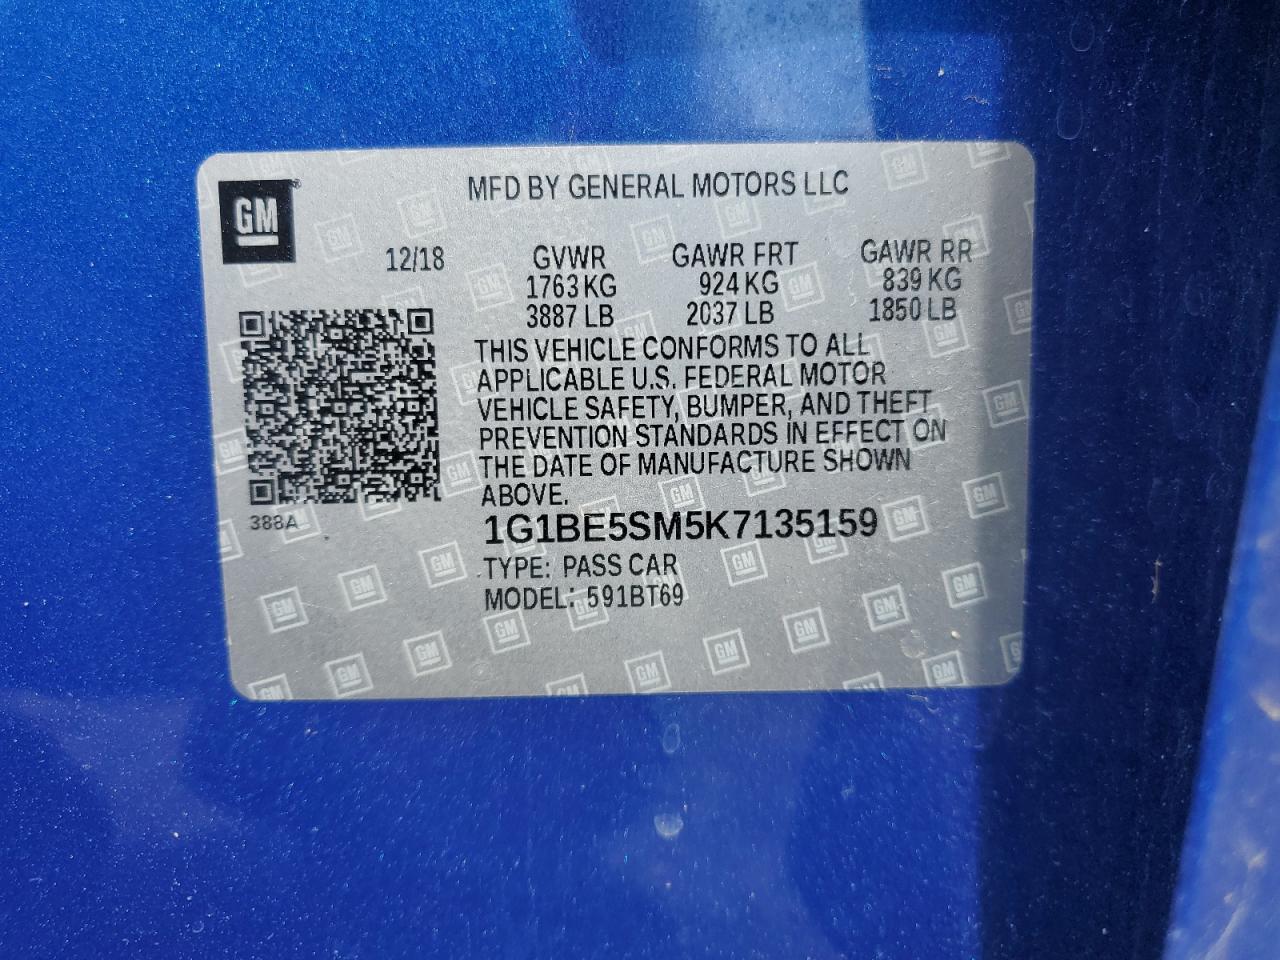 GM
MFD BY GENERAL MOTORS LLC
12/18
GVWR GAWR FRT GAWR RR
1763 KG 924 KG 839 KG
3887 LB 2037 LB 1850 LB
THIS VEHICLE CONFORMS TO ALL
APPLICABLE U.S. FEDERAL MOTOR
VEHICLE SAFETY, BUMPER, AND THEFT
PREVENTION STANDARDS IN EFFECT ON
THE DATE OF MANUFACTURE SHOWN
ABOVE.
388A
1G1BE5SM5K7135159
TYPE: PASS CAR
MODEL: 591BT69